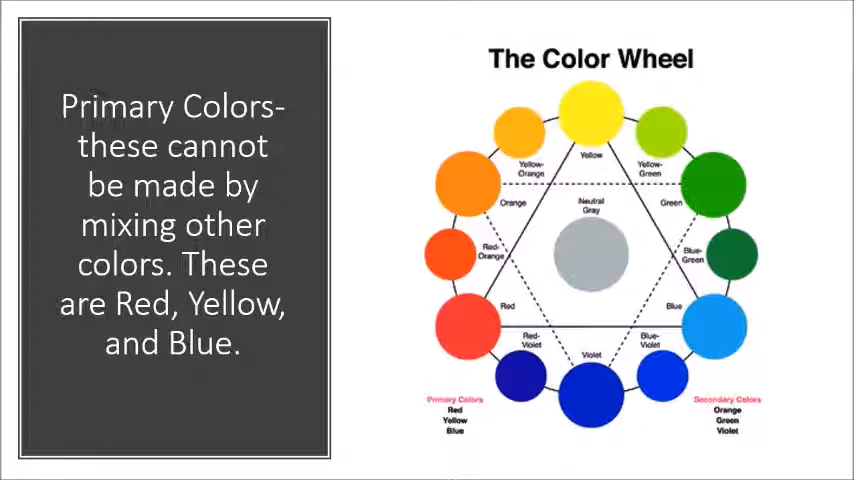 Primary Colors-
these cannot
be made by
mixing other
colors. These
are Red, Yellow,
and Blue.
The Color Wheel
Yellow
Yellow-
Orange
Yellow-
Green
Orange
Neutral
Gray
Green
Red-
Orange
Blue-
Green
Red
Blue
Red-
Violet
Violet
Blue-
Violet
Primary Colors
Red
Yellow
Blue
Secondary Colors
Orange
Green
Violet